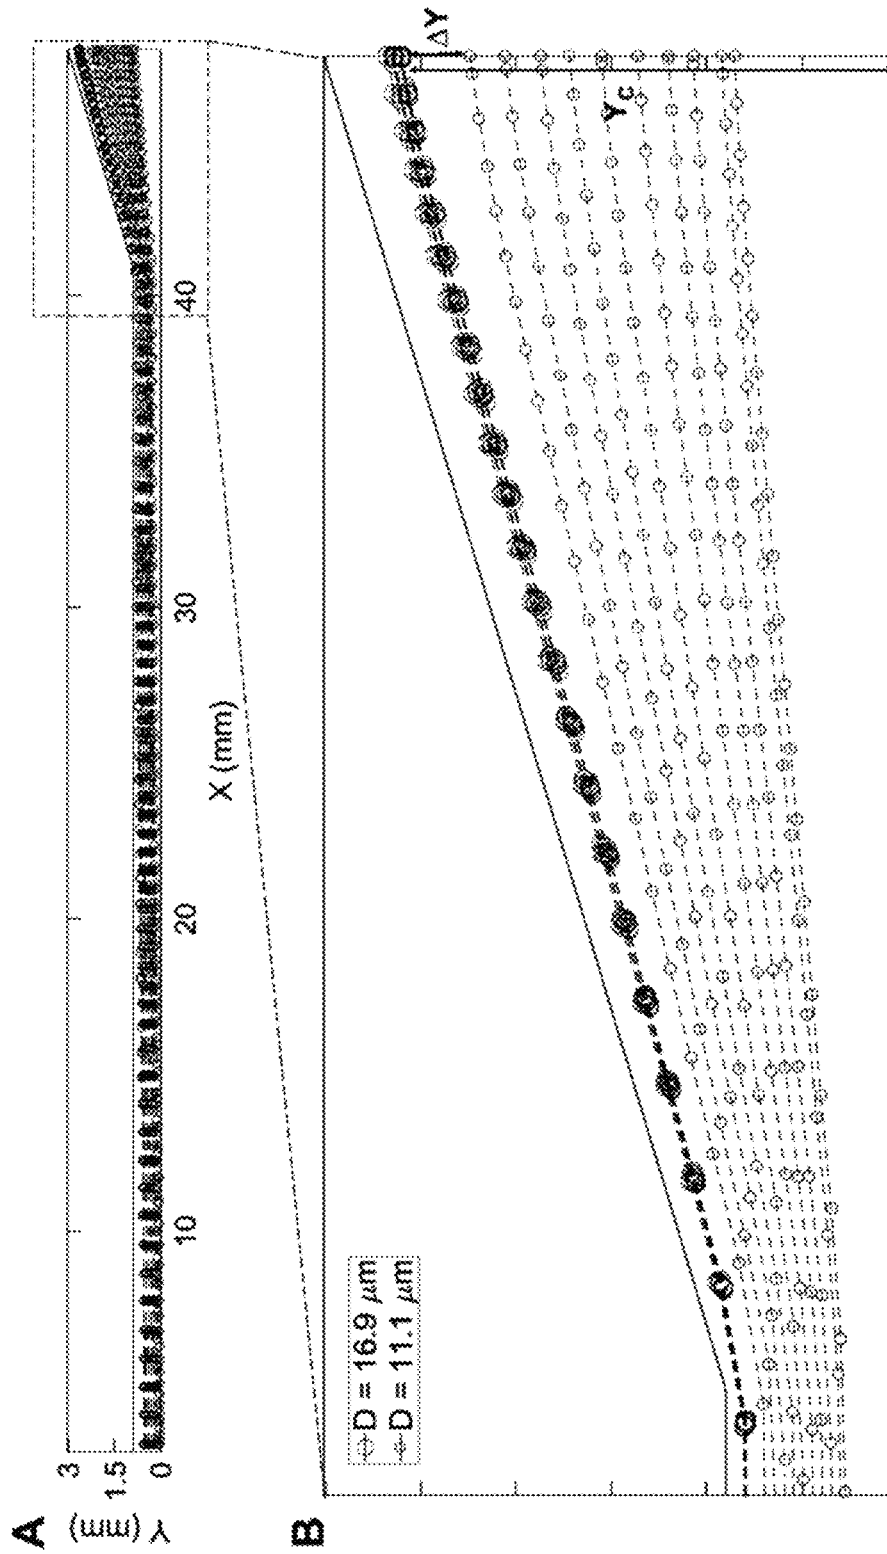 A
Y (mm)
3
1.5
0
10
20
30
40
X (mm)
B
D = 16.9 μm
D = 11.1 μm
ΔY
Y_C